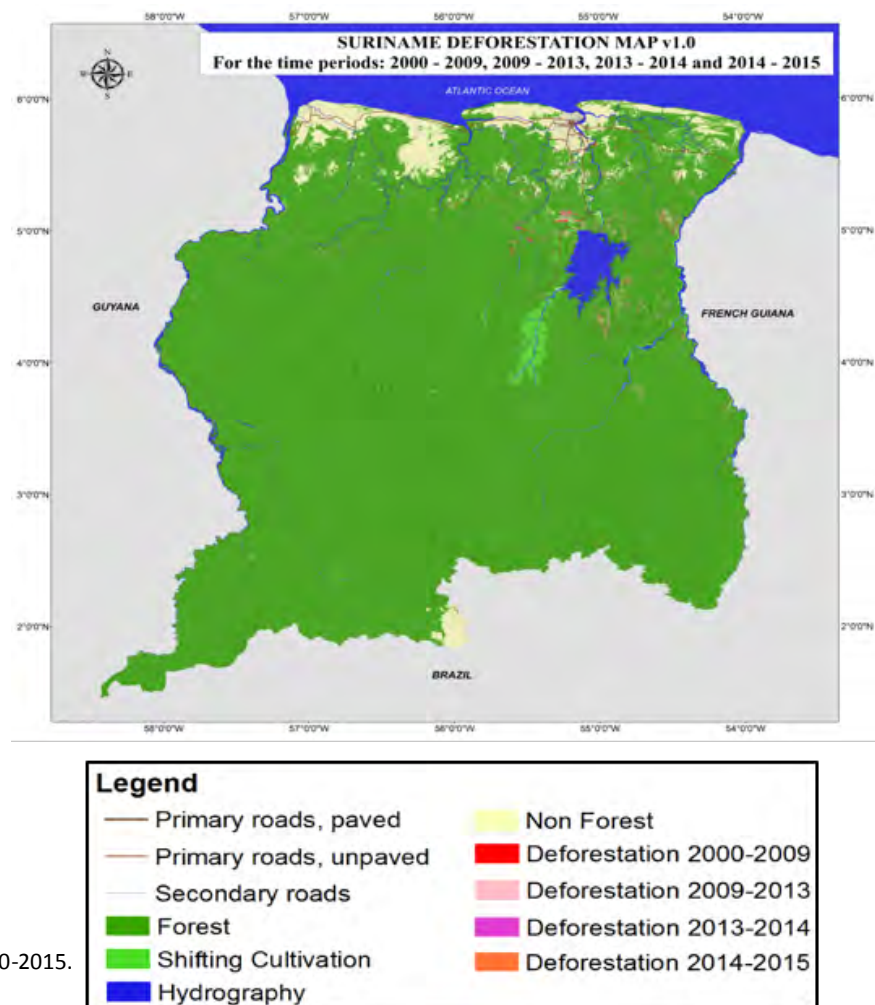 58°0'0"W 57°0'0"W 56°0'0"W 55°0'0"W 54°0'0"W
SURINAME DEFORESTATION MAP v1.0
For the time periods: 2000 - 2009, 2009 - 2013, 2013 - 2014 and 2014 - 2015
N
W E
S
ATLANTIC OCEAN
6°0'0"N 6°0'0"N
5°0'0"N 5°0'0"N
GUYANA
FRENCH GUIANA
4°0'0"N 4°0'0"N
3°0'0"N 3°0'0"N
2°0'0"N 2°0'0"N
BRAZIL
58°0'0"W 57°0'0"W 56°0'0"W 55°0'0"W 54°0'0"W
Legend
Primary roads, paved
Primary roads, unpaved
Secondary roads
Forest
Shifting Cultivation
Hydrography
Non Forest
Deforestation 2000-2009
Deforestation 2009-2013
Deforestation 2013-2014
Deforestation 2014-2015
0-2015.